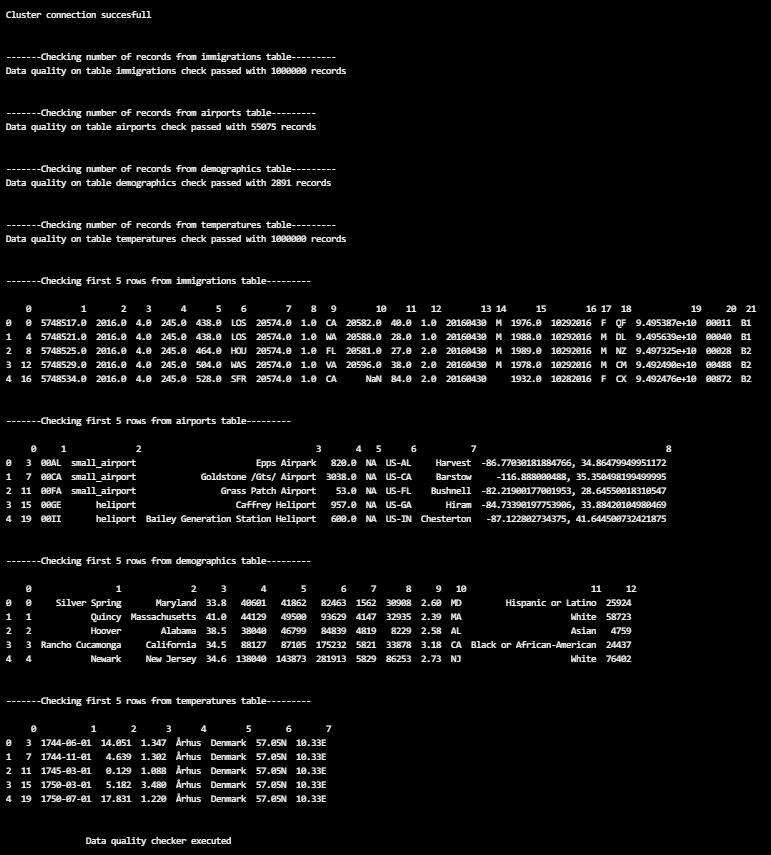 Cluster connection succesfull
-------Checking number of records from immigrations table---------
Data quality on table immigrations check passed with 1000000 records
-------Checking number of records from airports table---------
Data quality on table airports check passed with 55075 records
-------Checking number of records from demographics table---------
Data quality on table demographics check passed with 2891 records
-------Checking number of records from temperatures table---------
Data quality on table temperatures check passed with 1000000 records
-------Checking first 5 rows from immigrations table---------
0 1 2 3 4 5 6 7 8 9 10 11 12 13 14 15 16 17 18 19 20 21
0 0 5748517.0 2016.0 4.0 245.0 438.0 LOS 20574.0 1.0 CA 20582.0 40.0 1.0 20160430 M 1976.0 10292016 F QF 9.495387e+10 00011 B1
1 4 5748521.0 2016.0 4.0 245.0 438.0 LOS 20574.0 1.0 WA 20588.0 28.0 1.0 20160430 M 1988.0 10292016 M DL 9.495639e+10 00040 B1
2 8 5748525.0 2016.0 4.0 245.0 464.0 HOU 20574.0 1.0 FL 20581.0 27.0 2.0 20160430 M 1989.0 10292016 M NZ 9.497325e+10 00028 B2
3 12 5748529.0 2016.0 4.0 245.0 504.0 WAS 20574.0 1.0 VA 20596.0 38.0 2.0 20160430 M 1978.0 10292016 M CM 9.492490e+10 00488 B2
4 16 5748534.0 2016.0 4.0 245.0 528.0 SFR 20574.0 1.0 CA NaN 84.0 2.0 20160430 1932.0 10282016 F CX 9.492476e+10 00872 B2
-------Checking first 5 rows from airports table---------
0 1 2 3 4 5 6 7 8
0 3 00AL small_airport Epps Airpark 820.0 NA US-AL Harvest -86.77030181884766, 34.86479949951172
1 7 00CA small_airport Goldstone /Gts/ Airport 3038.0 NA US-CA Barstow -116.888000488, 35.350498199499995
2 11 00FA small_airport Grass Patch Airport 53.0 NA US-FL Bushnell -82.21900177001953, 28.64550018310547
3 15 00GE heliport Caffrey Heliport 957.0 NA US-GA Hiram -84.73390197753906, 33.88420104980469
4 19 00II heliport Bailey Generation Station Heliport 600.0 NA US-IN Chesterton -87.122802734375, 41.644500732421875
-------Checking first 5 rows from demographics table---------
0 1 2 3 4 5 6 7 8 9 10 11 12
0 0 Silver Spring Maryland 33.8 40601 41862 82463 1562 30908 2.60 MD Hispanic or Latino 25924
1 1 Quincy Massachusetts 41.0 44129 49500 93629 4147 32935 2.39 MA White 58723
2 2 Hoover Alabama 38.5 38040 46799 84839 4819 8229 2.58 AL Asian 4759
3 3 Rancho Cucamonga California 34.5 88127 87105 175232 5821 33878 3.18 CA Black or African-American 24437
4 4 Newark New Jersey 34.6 138040 143873 281913 5829 86253 2.73 NJ White 76402
-------Checking first 5 rows from temperatures table---------
0 1 2 3 4 5 6 7
0 3 1744-06-01 14.051 1.347 Århus Denmark 57.05N 10.33E
1 7 1744-11-01 4.639 1.302 Århus Denmark 57.05N 10.33E
2 11 1745-03-01 0.129 1.088 Århus Denmark 57.05N 10.33E
3 15 1750-03-01 5.182 3.480 Århus Denmark 57.05N 10.33E
4 19 1750-07-01 17.831 1.220 Århus Denmark 57.05N 10.33E
Data quality checker executed